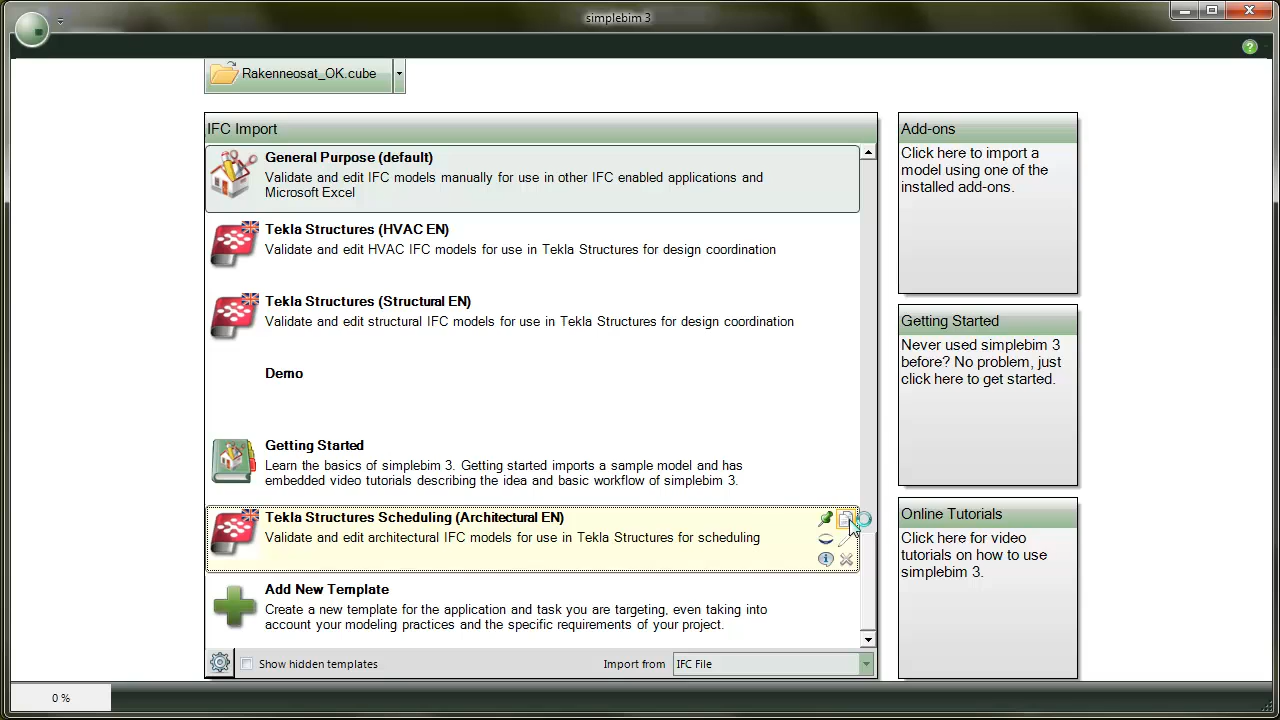 simplebim 3
Rakenneosat_OK.cube
IFC Import
General Purpose (default)
Validate and edit IFC models manually for use in other IFC enabled applications and
Microsoft Excel
Tekla Structures (HVAC EN)
Validate and edit HVAC IFC models for use in Tekla Structures for design coordination
Tekla Structures (Structural EN)
Validate and edit structural IFC models for use in Tekla Structures for design coordination
Demo
Getting Started
Learn the basics of simplebim 3. Getting started imports a sample model and has
embedded video tutorials describing the idea and basic workflow of simplebim 3.
Tekla Structures Scheduling (Architectural EN)
Validate and edit architectural IFC models for use in Tekla Structures for scheduling
Add New Template
Create a new template for the application and task you are targeting, even taking into
account your modeling practices and the specific requirements of your project.
Show hidden templates
Import from
IFC File
Add-ons
Click here to import a
model using one of the
installed add-ons.
Getting Started
Never used simplebim 3
before? No problem, just
click here to get started.
Online Tutorials
Click here for video
tutorials on how to use
simplebim 3.
0 %